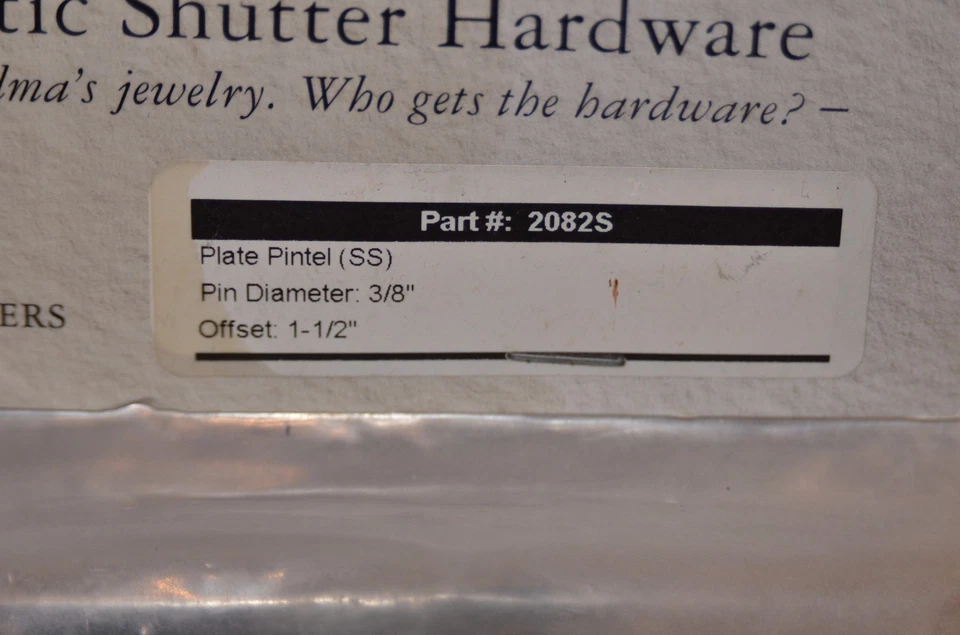 tic Shutter Hardware
lma's jewelry. Who gets the hardware? –
Part #: 2082S
Plate Pintel (SS)
Pin Diameter: 3/8"
ERS
Offset: 1-1/2"